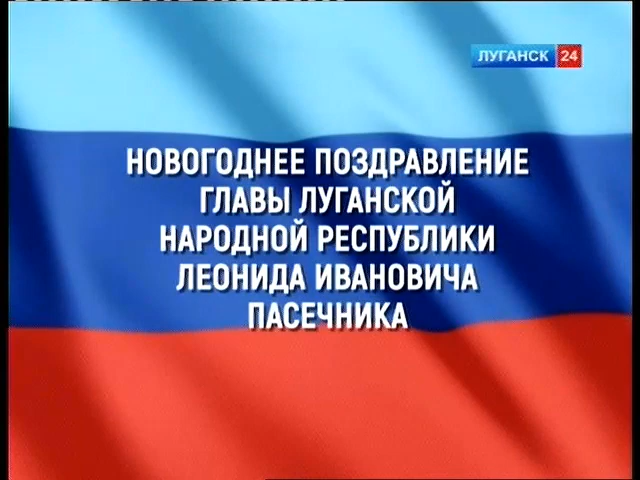 ЛУГАНСК 24
НОВОГОДНЕЕ ПОЗДРАВЛЕНИЕ
ГЛАВЫ ЛУГАНСКОЙ
НАРОДНОЙ РЕСПУБЛИКИ
ЛЕОНИДА ИВАНОВИЧА
ПАСЕЧНИКА